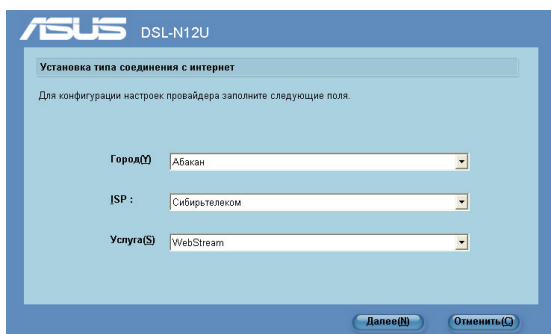 ASUS DSL-N12U
Установка типа соединения с интернет
Для конфигурации настроек провайдера заполните следующие поля.
Город(Y) Абакан
ISP : Сибирьтелеком
Услуга(S) WebStream
Далее(N) Отменить(C)